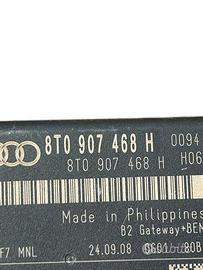 8T0 907 468 H 0094
8T0 907 468 H H06
Made in Philippines
B2 Gateway+BEM
F7 MNL 24.09.08 0601 80B